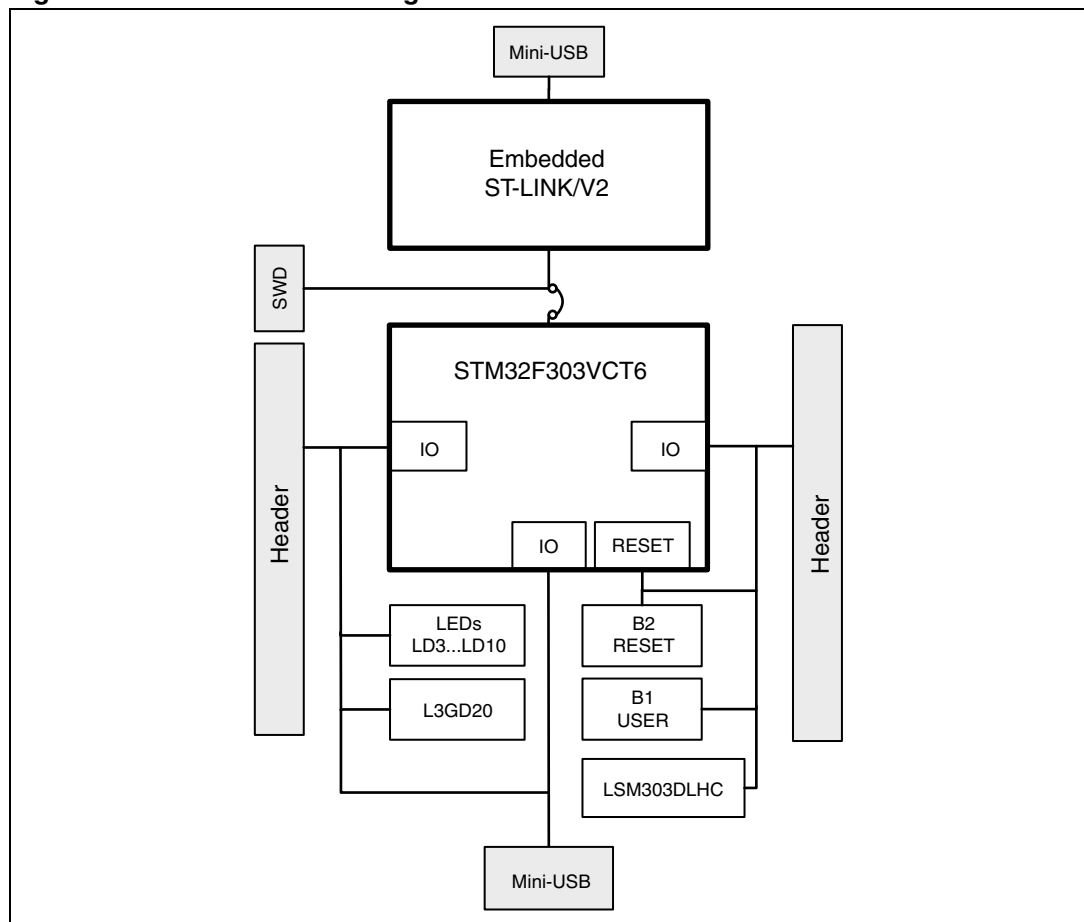 Mini-USB
Embedded
ST-LINK/V2
SWD
STM32F303VCT6
IO
IO
Header
Header
IO
RESET
LEDs
LD3...LD10
B2
RESET
L3GD20
B1
USER
LSM303DLHC
Mini-USB